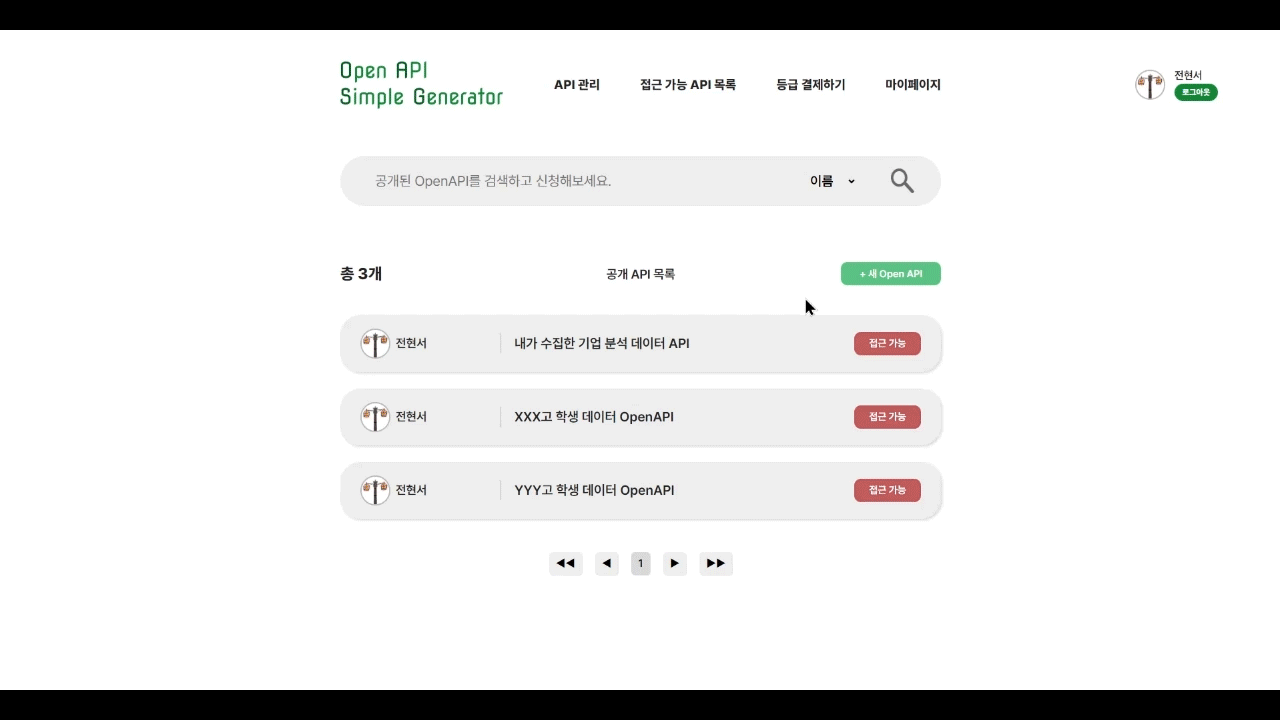 Open API
Simple Generator
API 관리
접근 가능 API 목록
등급 결제하기
마이페이지
전현서
로그아웃
공개된 OpenAPI를 검색하고 신청해보세요.
이름
총 3개
공개 API 목록
+ 새 Open API
전현서
내가 수집한 기업 분석 데이터 API
접근 가능
전현서
XXX고 학생 데이터 OpenAPI
접근 가능
전현서
YYY고 학생 데이터 OpenAPI
접근 가능
1